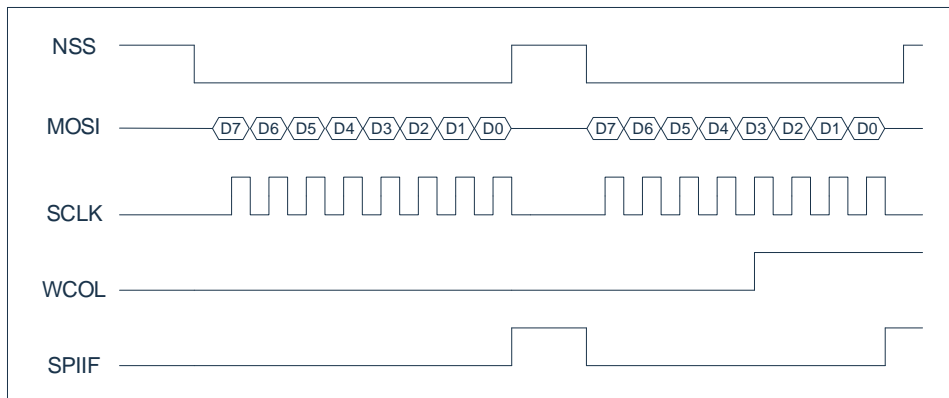 NSS
MOSI D7 D6 D5 D4 D3 D2 D1 D0 D7 D6 D5 D4 D3 D2 D1 D0
SCLK
WCOL
SPIIF